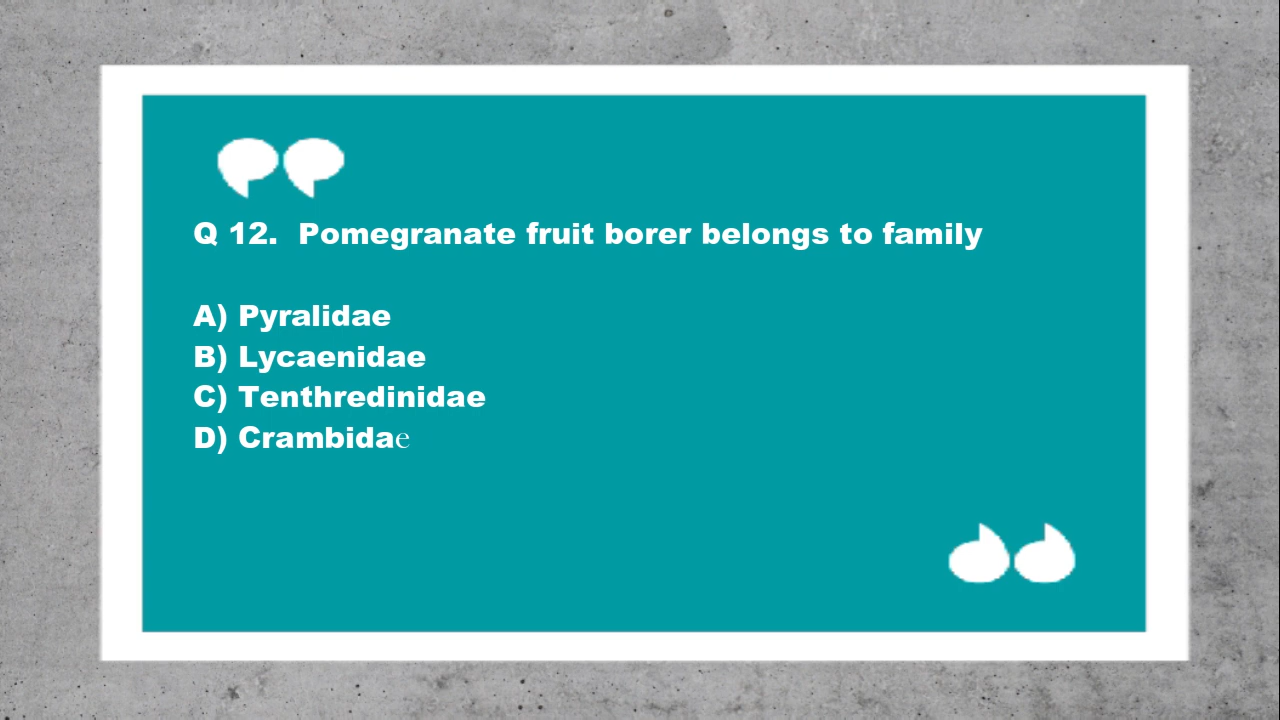 Q 12.  Pomegranate fruit borer belongs to family
A) Pyralidae
B) Lycaenidae
C) Tenthredinidae
D) Crambidae